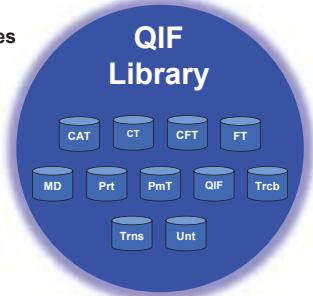 es
QIF
Library
CAT CT CFT FT
MD Prt PmT QIF Trcb
Trns Unt